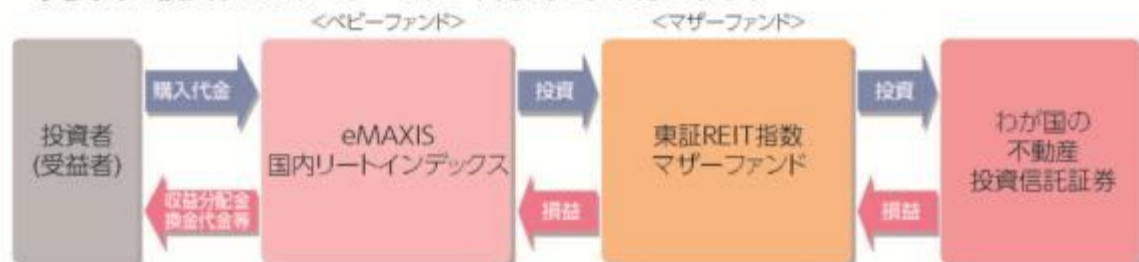 <ベビーファンド>
<マザーファンド>
購入代金
投資
投資
投資者
(受益者)
eMAXIS
国内リートインデックス
東証REIT指数
マザーファンド
わが国の
不動産
投資信託証券
収益分配金
換金代金等
損益
損益